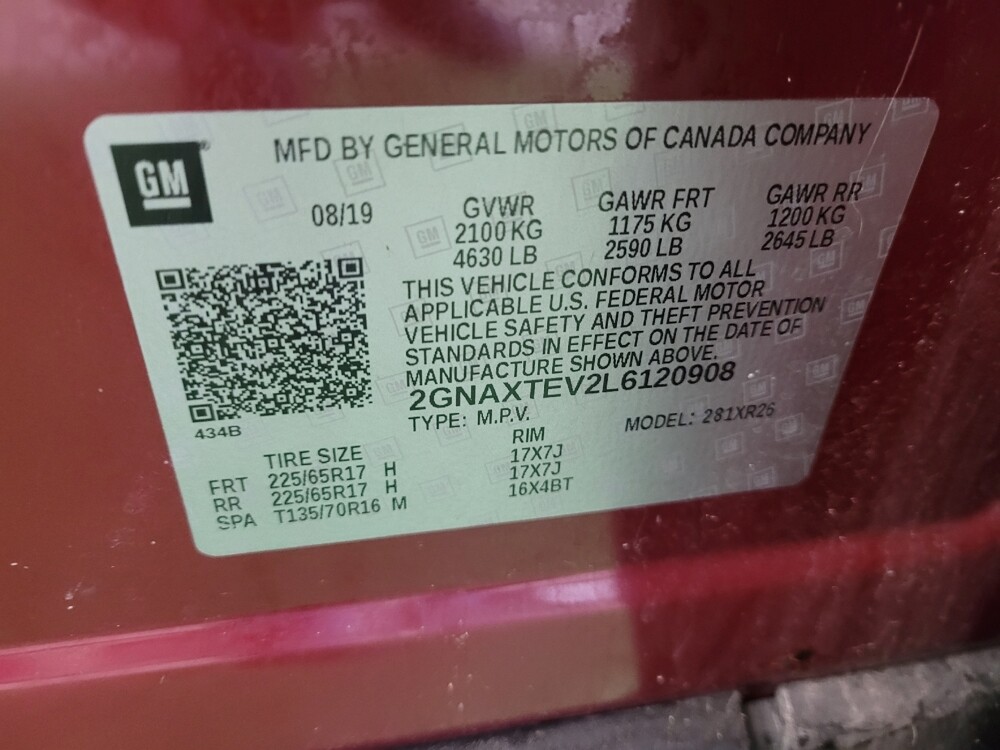 GM
MFD BY GENERAL MOTORS OF CANADA COMPANY
08/19
GVWR
2100 KG
4630 LB
GAWR FRT
1175 KG
2590 LB
GAWR RR
1200 KG
2645 LB
THIS VEHICLE CONFORMS TO ALL
APPLICABLE U.S. FEDERAL MOTOR
VEHICLE SAFETY AND THEFT PREVENTION
STANDARDS IN EFFECT ON THE DATE OF
MANUFACTURE SHOWN ABOVE.
2GNAXTEV2L6120908
TYPE: M.P.V.
MODEL: 281XR26
434B
TIRE SIZE
RIM
FRT 225/65R17 H 17X7J
RR 225/65R17 H 17X7J
SPA T135/70R16 M 16X4BT